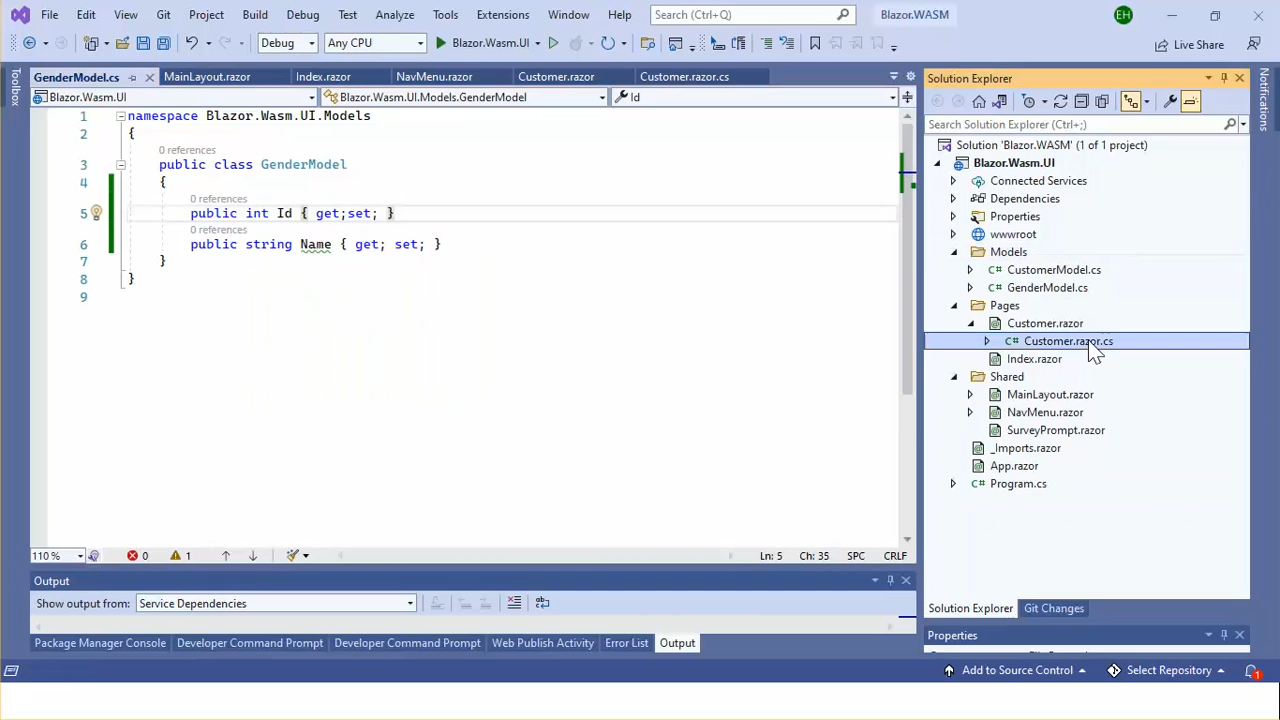 File Edit View Git Project Build Debug Test Analyze Tools Extensions Window Help Search (Ctrl+Q) Blazor.WASM EH
Debug Any CPU Blazor.Wasm.UI Live Share
Toolbox
GenderModel.cs MainLayout.razor Index.razor NavMenu.razor Customer.razor Customer.razor.cs
Blazor.Wasm.UI Blazor.Wasm.UI.Models.GenderModel Id
1 namespace Blazor.Wasm.UI.Models
2 {
0 references
3 public class GenderModel
4 {
0 references
5 public int Id { get;set; }
0 references
6 public string Name { get; set; }
7 }
8 }
9
110 % 0 1 Ln: 5 Ch: 35 SPC CRLF
Output
Show output from: Service Dependencies
Package Manager Console Developer Command Prompt Developer Command Prompt Web Publish Activity Error List Output
Solution Explorer
Search Solution Explorer (Ctrl+;)
Solution 'Blazor.WASM' (1 of 1 project)
Blazor.Wasm.UI
Connected Services
Dependencies
Properties
wwwroot
Models
C# CustomerModel.cs
C# GenderModel.cs
Pages
Customer.razor
C# Customer.razor.cs
Index.razor
Shared
MainLayout.razor
NavMenu.razor
SurveyPrompt.razor
_Imports.razor
App.razor
C# Program.cs
Solution Explorer Git Changes
Properties
Notifications
Add to Source Control Select Repository 1